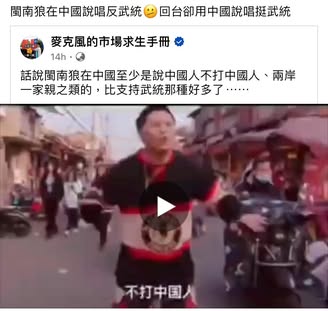 閩南狼在中國說唱反武統🥴回台卻用中國說唱挺武統
麥克風的市場求生手冊
14h ·
話說閩南狼在中國至少是說中國人不打中國人、兩岸
一家親之類的，比支持武統那種好多了⋯⋯
不打中國人